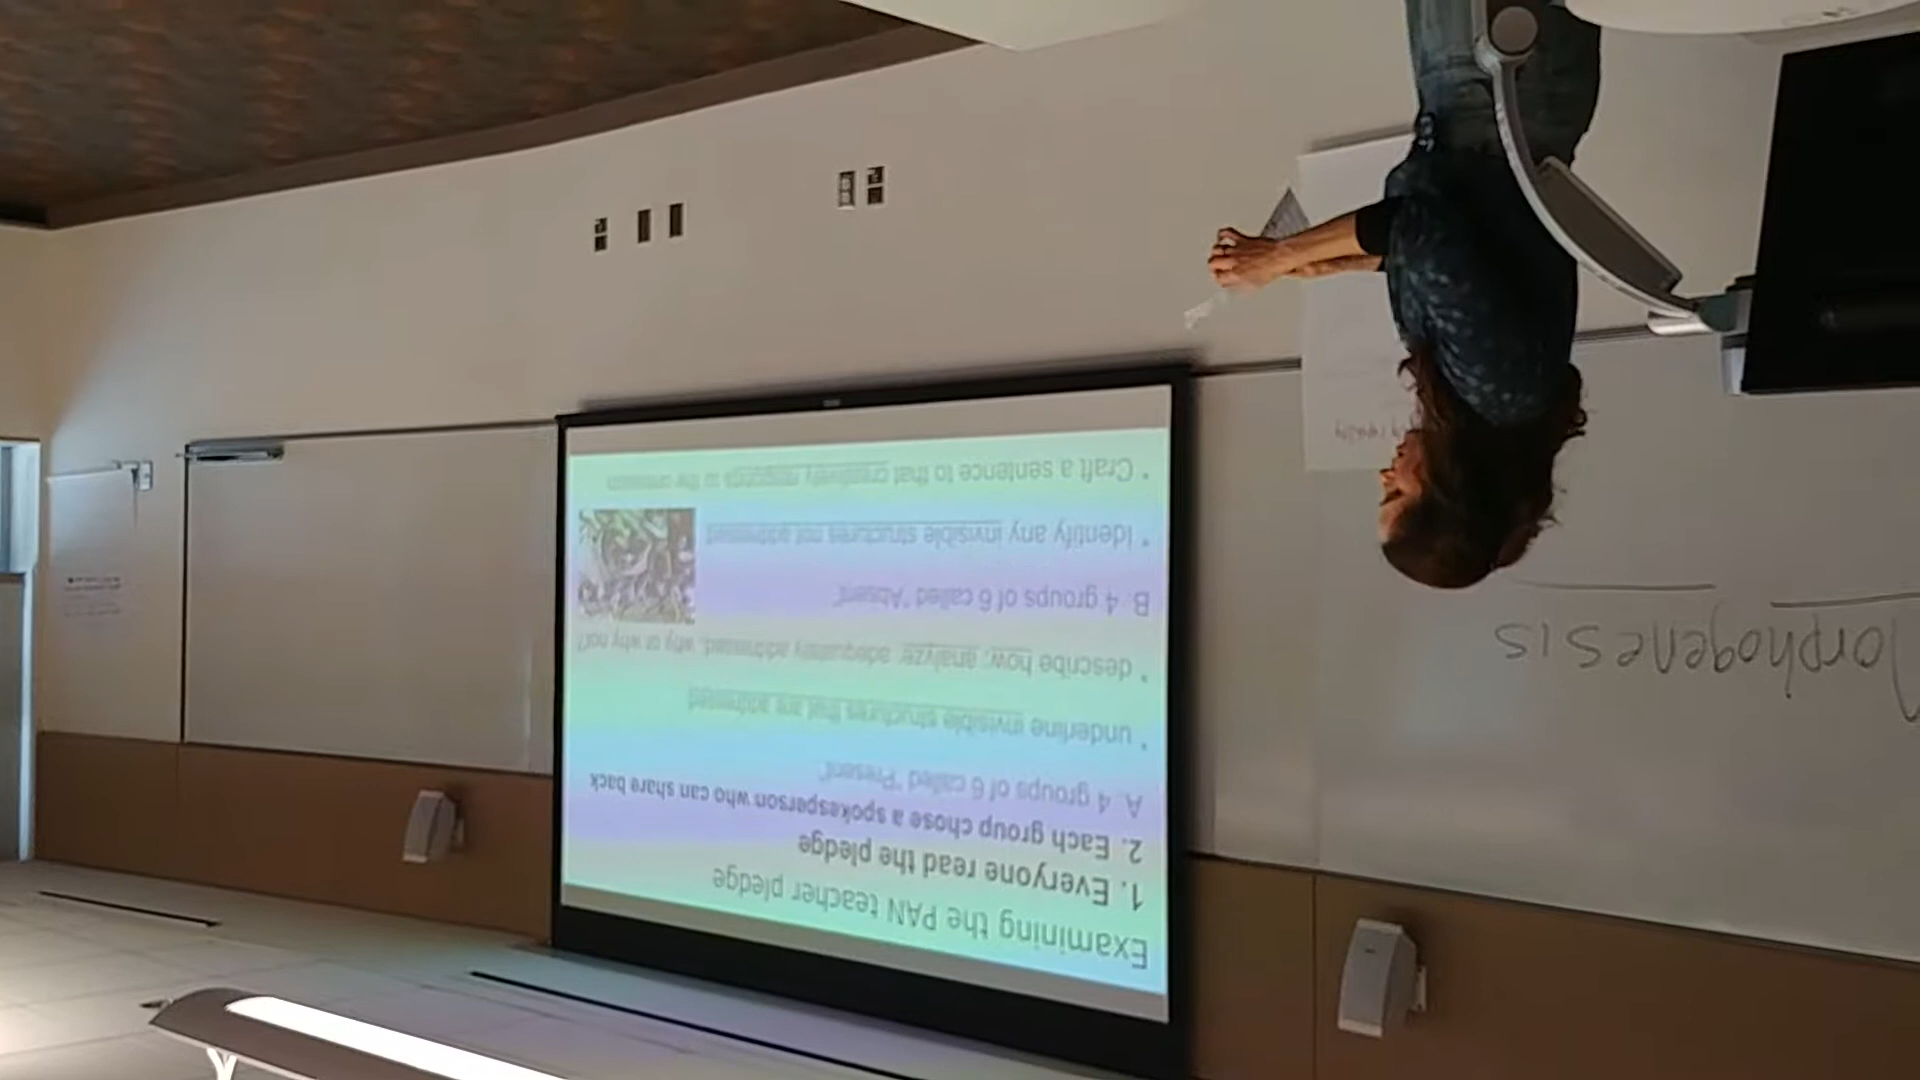 Examining the PAN teacher pledge
1. Everyone read the pledge
2. Each group chose a spokesperson who can share back
A. 4 groups of 6 called "Present"
* underline invisible structures that are addressed
* describe how, analyze, adequately addressed, why or why not?
B. 4 groups of 6 called "Absent"
* Identify any invisible structures not addressed
* Craft a sentence to that creatively responds to the omission
Morphogenesis